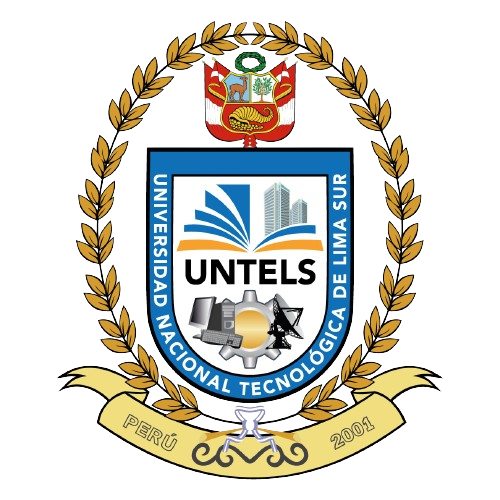 UNIVERSIDAD NACIONAL TECNOLÓGICA DE LIMA SUR
UNTELS
PERÚ
2001